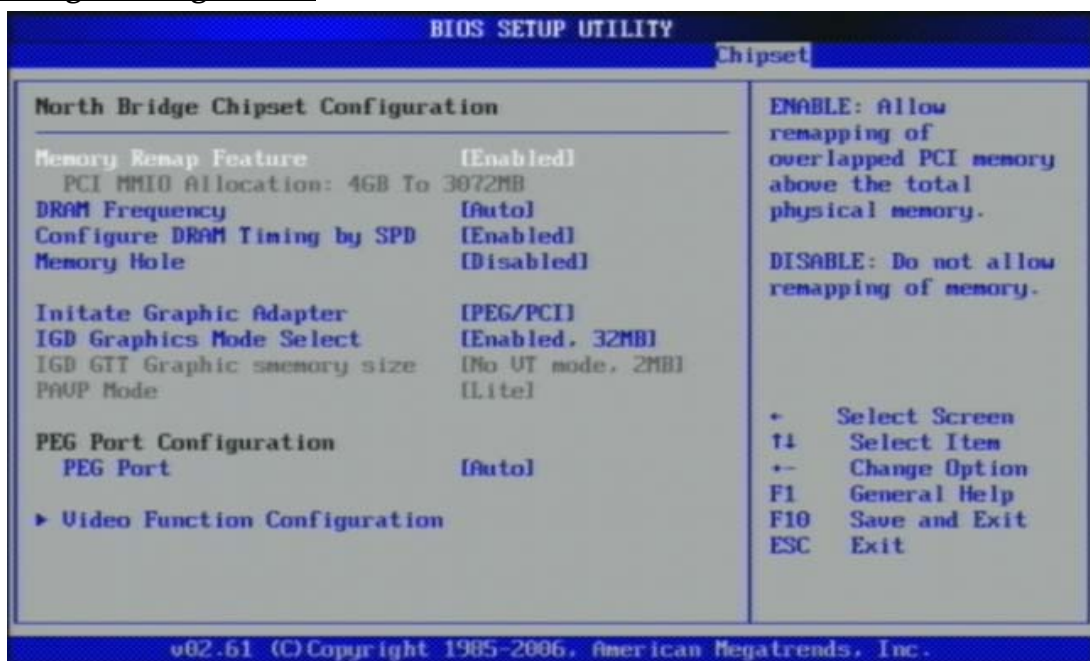 BIOS SETUP UTILITY
Chipset
North Bridge Chipset Configuration
Memory Remap Feature [Enabled]
PCI MMIO Allocation: 4GB To 3072MB
DRAM Frequency [Auto]
Configure DRAM Timing by SPD [Enabled]
Memory Hole [Disabled]
Initate Graphic Adapter [PEG/PCI]
IGD Graphics Mode Select [Enabled, 32MB]
IGD GTT Graphic smemory size [No VT mode, 2MB]
PAVP Mode [Lite]
PEG Port Configuration
PEG Port [Auto]
► Video Function Configuration
ENABLE: Allow
remapping of
overlapped PCI memory
above the total
physical memory.
DISABLE: Do not allow
remapping of memory.
← Select Screen
↑↓ Select Item
+- Change Option
F1 General Help
F10 Save and Exit
ESC Exit
v02.61 (C)Copyright 1985-2006, American Megatrends, Inc.